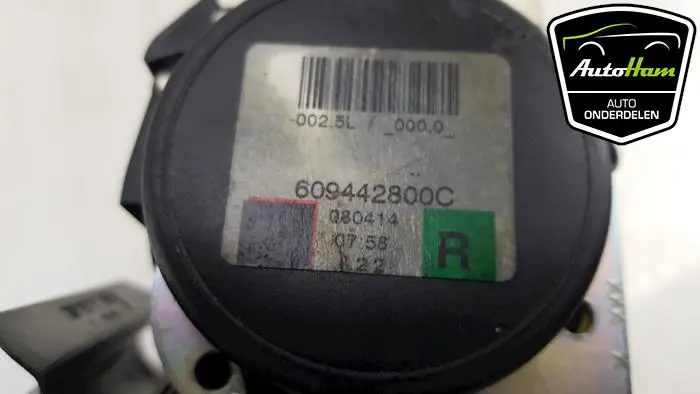 AutoHam
AUTO
ONDERDELEN
-002,5L / _000,0_
609442800C
080414
07:58
R